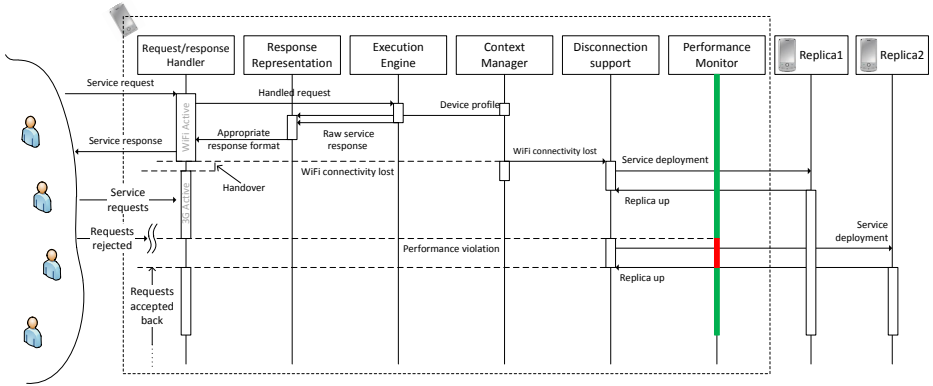 Request/response
Handler
Response
Representation
Execution
Engine
Context
Manager
Disconnection
support
Performance
Monitor
Replica1
Replica2
Service request
Handled request
Device profile
WiFi Active
Service response
Appropriate
response format
Raw service
response
WiFi connectivity lost
WiFi connectivity lost
Service deployment
Handover
Service
requests
3G Active
Replica up
Requests
rejected
Performance violation
Service
deployment
Replica up
Requests
accepted
back